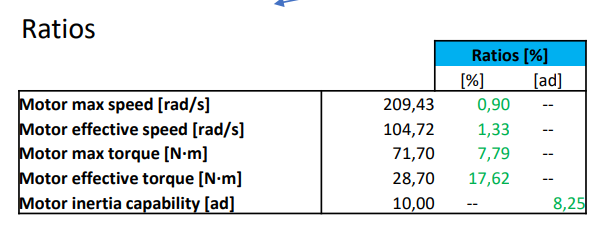 Ratios
Ratios [%]
[%] [ad]
Motor max speed [rad/s] 209,43 0,90 --
Motor effective speed [rad/s] 104,72 1,33 --
Motor max torque [N·m] 71,70 7,79 --
Motor effective torque [N·m] 28,70 17,62 --
Motor inertia capability [ad] 10,00 -- 8,25